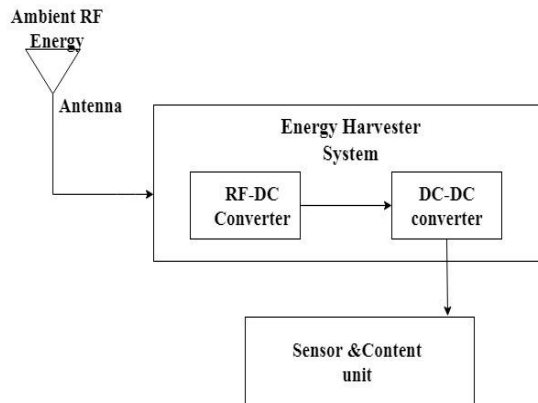 Ambient RF
Energy
Antenna
Energy Harvester
System
RF-DC
Converter
DC-DC
converter
Sensor &Content
unit